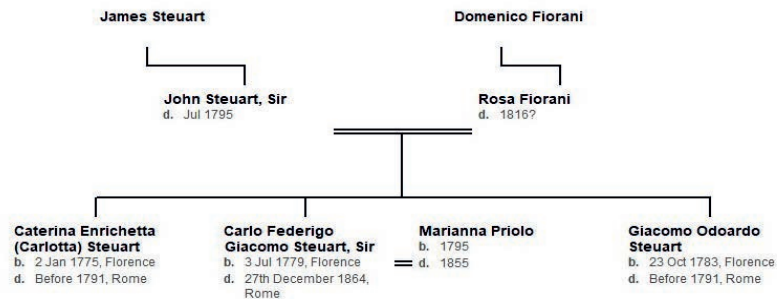 James Steuart
Domenico Fiorani
John Steuart, Sir
d. Jul 1795
Rosa Fiorani
d. 1816?
Caterina Enrichetta
(Carlotta) Steuart
b. 2 Jan 1775, Florence
d. Before 1791, Rome
Carlo Federigo
Giacomo Steuart, Sir
b. 3 Jul 1779, Florence
d. 27th December 1864,
Rome
Marianna Priolo
b. 1795
d. 1855
Giacomo Odoardo
Steuart
b. 23 Oct 1783, Florence
d. Before 1791, Rome